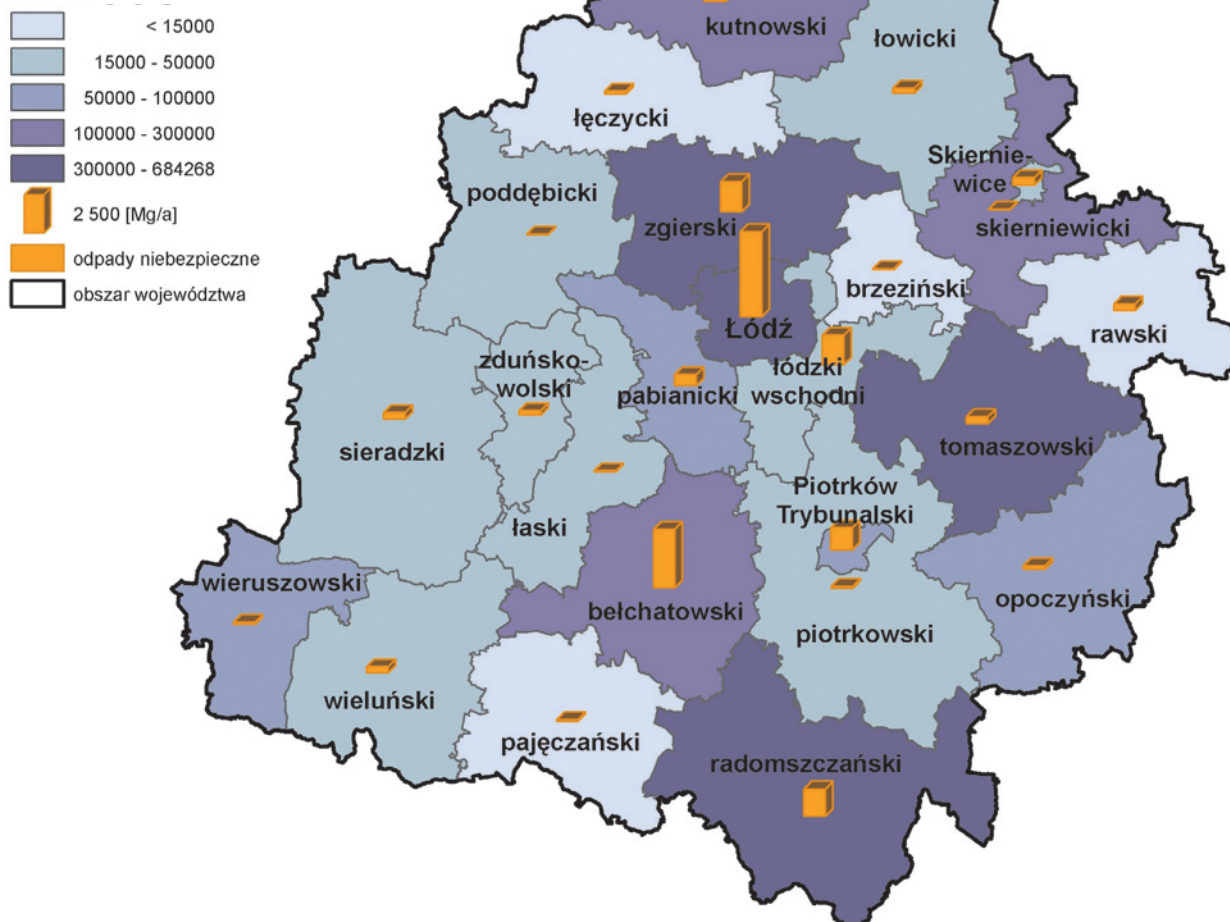 < 15000
15000 - 50000
50000 - 100000
100000 - 300000
300000 - 684268
2 500 [Mg/a]
odpady niebezpieczne
obszar województwa
kutnowski
łowicki
łęczycki
Skiernie-
wice
poddębicki
zgierski
skierniewicki
brzeziński
Łódź
rawski
zduńsko-
wolski
pabianicki
łódzki
wschodni
sieradzki
tomaszowski
Piotrków
Trybunalski
łaski
wieruszowski
bełchatowski
opoczyński
piotrkowski
wieluński
pajęczański
radomszczański